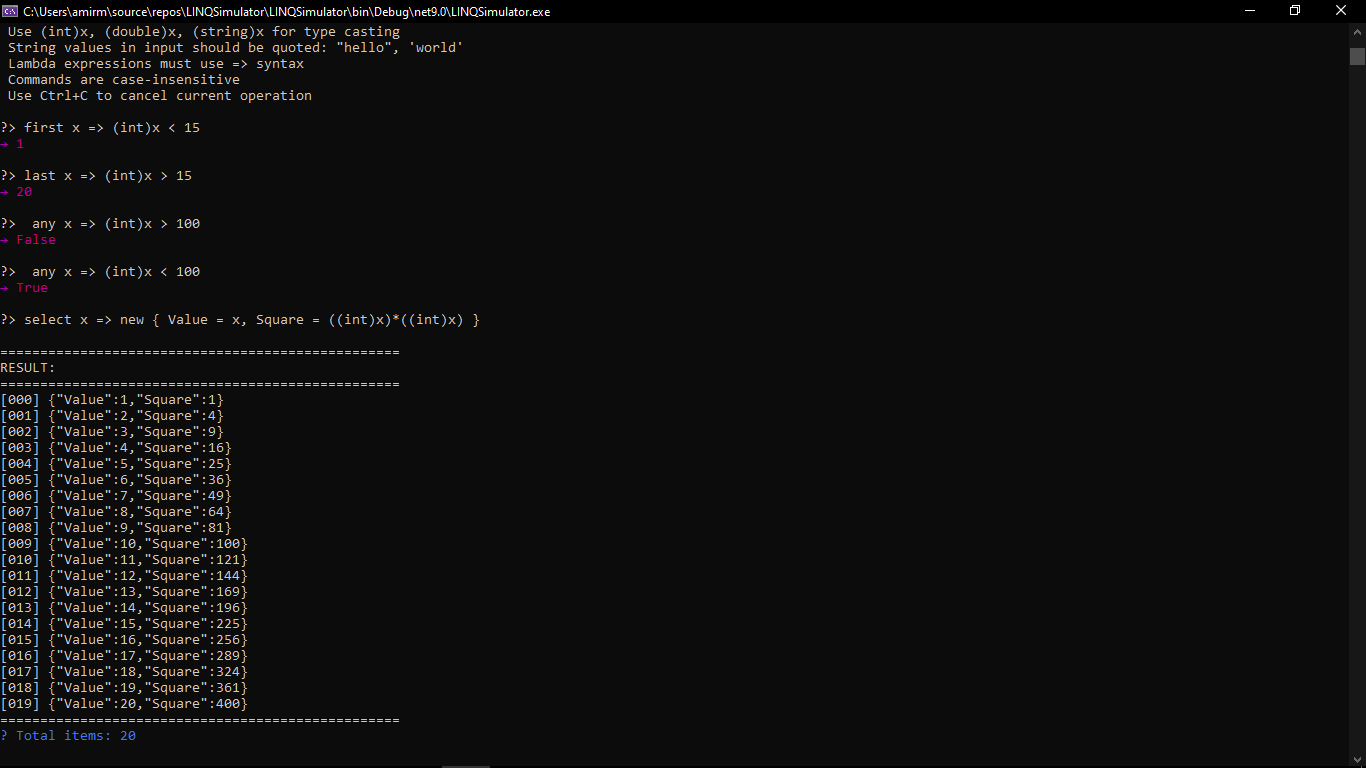 C:\Users\amirm\source\repos\LINQSimulator\LINQSimulator\bin\Debug\net9.0\LINQSimulator.exe
Use (int)x, (double)x, (string)x for type casting
String values in input should be quoted: "hello", 'world'
Lambda expressions must use => syntax
Commands are case-insensitive
Use Ctrl+C to cancel current operation
?> first x => (int)x < 15
→ 1
?> last x => (int)x > 15
→ 20
?>  any x => (int)x > 100
→ False
?>  any x => (int)x < 100
→ True
?> select x => new { Value = x, Square = ((int)x)*((int)x) }
==================================================
RESULT:
==================================================
[000] {"Value":1,"Square":1}
[001] {"Value":2,"Square":4}
[002] {"Value":3,"Square":9}
[003] {"Value":4,"Square":16}
[004] {"Value":5,"Square":25}
[005] {"Value":6,"Square":36}
[006] {"Value":7,"Square":49}
[007] {"Value":8,"Square":64}
[008] {"Value":9,"Square":81}
[009] {"Value":10,"Square":100}
[010] {"Value":11,"Square":121}
[011] {"Value":12,"Square":144}
[012] {"Value":13,"Square":169}
[013] {"Value":14,"Square":196}
[014] {"Value":15,"Square":225}
[015] {"Value":16,"Square":256}
[016] {"Value":17,"Square":289}
[017] {"Value":18,"Square":324}
[018] {"Value":19,"Square":361}
[019] {"Value":20,"Square":400}
==================================================
? Total items: 20